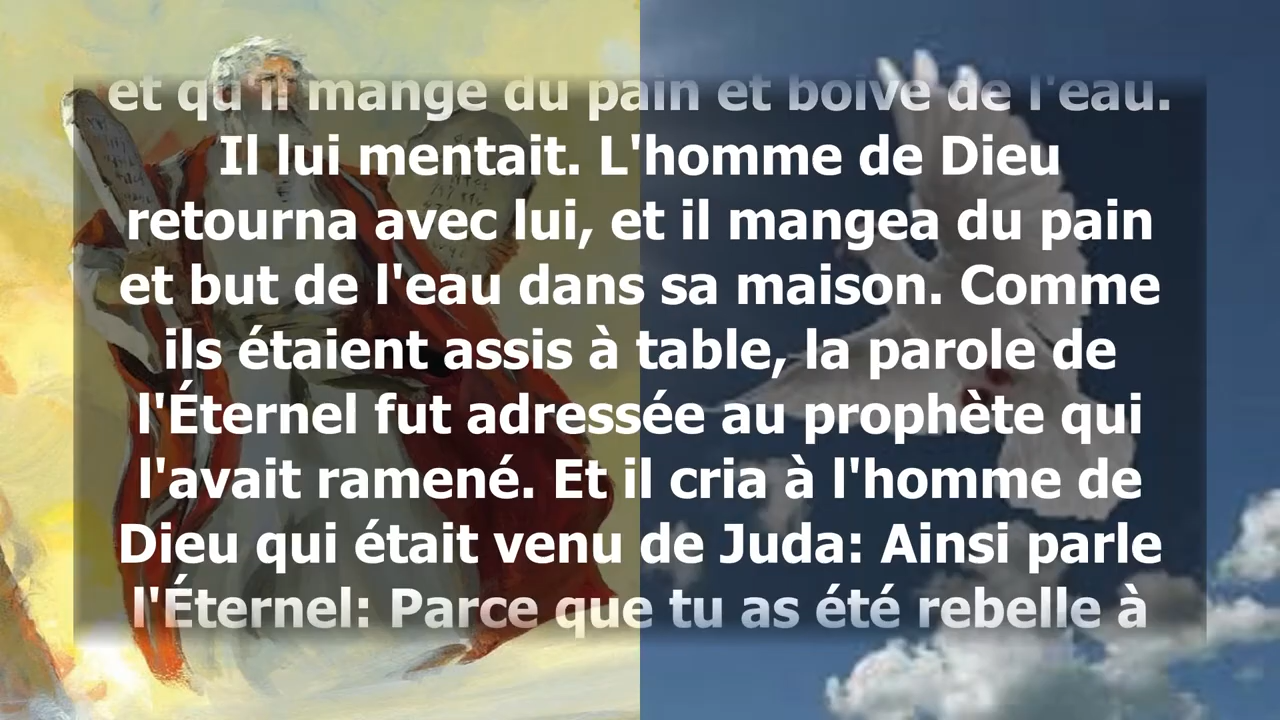 et qu'il mange du pain et boive de l'eau.
Il lui mentait. L'homme de Dieu
retourna avec lui, et il mangea du pain
et but de l'eau dans sa maison. Comme
ils étaient assis à table, la parole de
l'Éternel fut adressée au prophète qui
l'avait ramené. Et il cria à l'homme de
Dieu qui était venu de Juda: Ainsi parle
l'Éternel: Parce que tu as été rebelle à